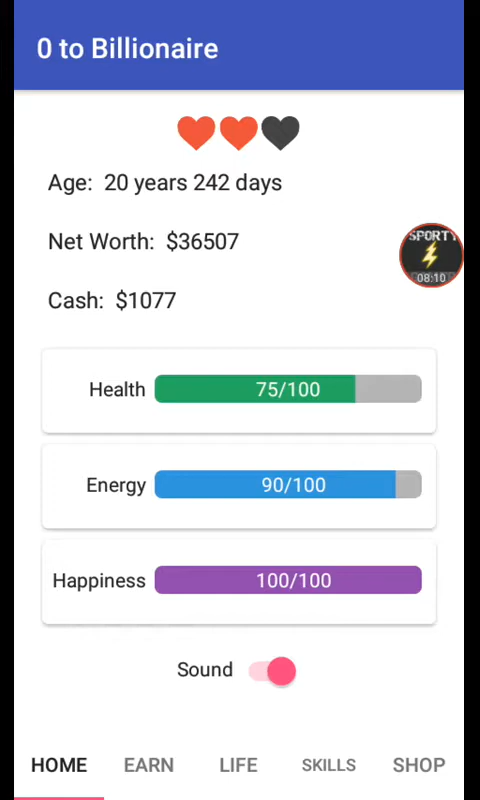 0 to Billionaire
Age: 20 years 242 days
Net Worth: $36507
SPORTY
08:10
Cash: $1077
Health 75/100
Energy 90/100
Happiness 100/100
Sound
HOME EARN LIFE SKILLS SHOP